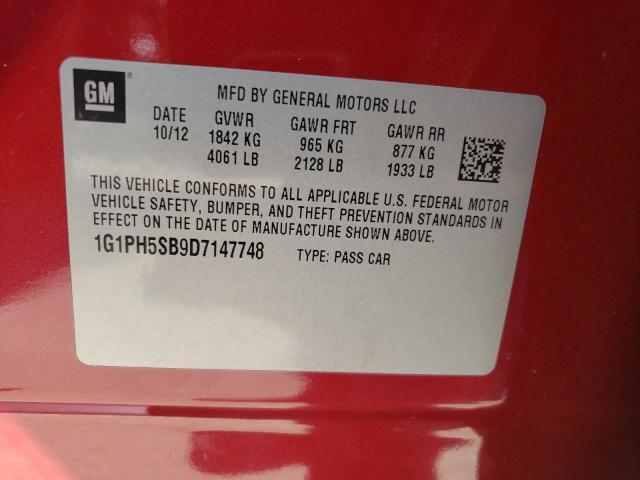 GM ®
MFD BY GENERAL MOTORS LLC
DATE GVWR GAWR FRT GAWR RR
10/12 1842 KG 965 KG 877 KG
4061 LB 2128 LB 1933 LB
THIS VEHICLE CONFORMS TO ALL APPLICABLE U.S. FEDERAL MOTOR
VEHICLE SAFETY, BUMPER, AND THEFT PREVENTION STANDARDS IN
EFFECT ON THE DATE OF MANUFACTURE SHOWN ABOVE.
1G1PH5SB9D7147748 TYPE: PASS CAR